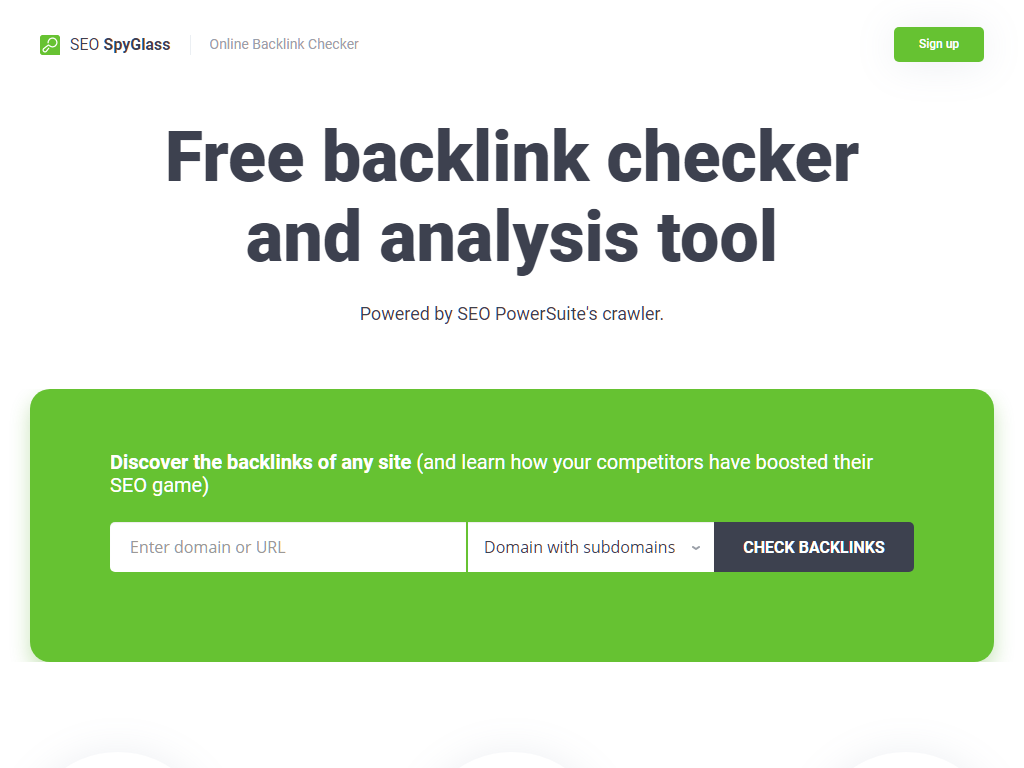 SEO SpyGlass
Online Backlink Checker
Sign up
Free backlink checker
and analysis tool
Powered by SEO PowerSuite's crawler.
Discover the backlinks of any site (and learn how your competitors have boosted their
SEO game)
Enter domain or URL
Domain with subdomains
CHECK BACKLINKS